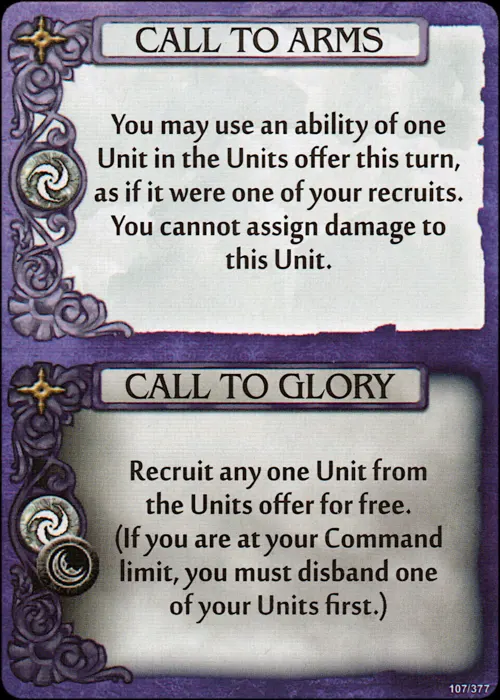 CALL TO ARMS
You may use an ability of one
Unit in the Units offer this turn,
as if it were one of your recruits.
You cannot assign damage to
this Unit.
CALL TO GLORY
Recruit any one Unit from
the Units offer for free.
(If you are at your Command
limit, you must disband one
of your Units first.)
107/377